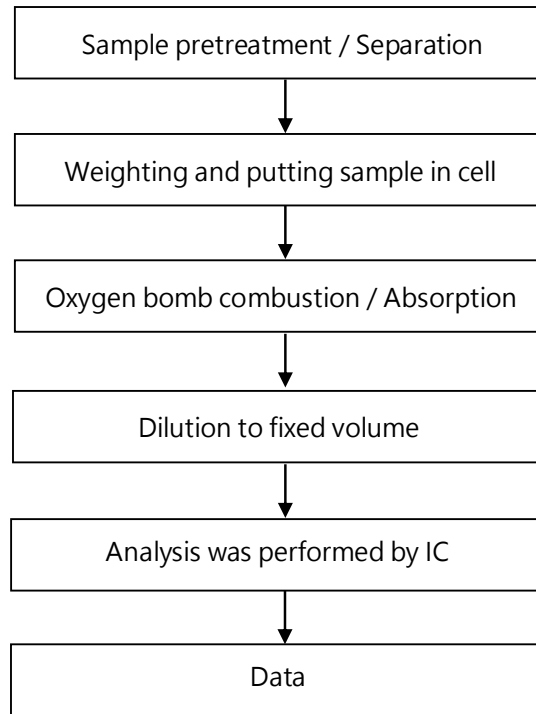 Sample pretreatment / Separation
Weighting and putting sample in cell
Oxygen bomb combustion / Absorption
Dilution to fixed volume
Analysis was performed by IC
Data